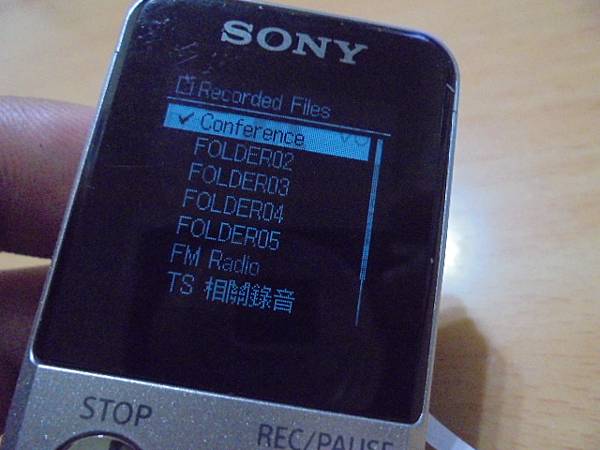 SONY
Recorded Files
Conference
FOLDER02
FOLDER03
FOLDER04
FOLDER05
FM Radio
TS 相關錄音
STOP
REC/PAUSE